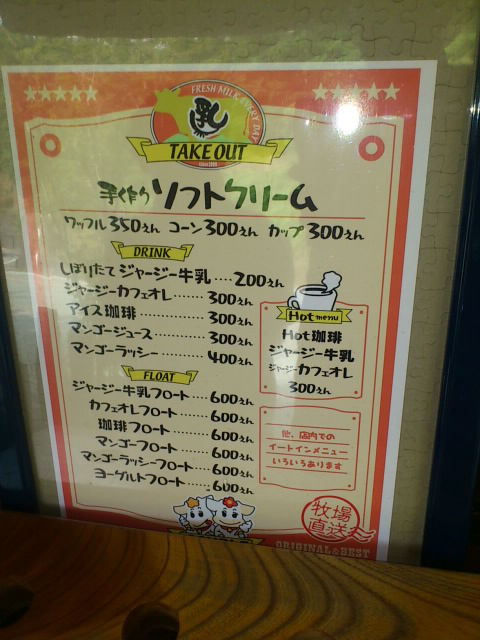 FRESH MILK EVERY DAY
乳
TAKE OUT
手作り ソフトクリーム
ワッフル350えん コーン300えん カップ300えん
DRINK
しぼりたてジャージー牛乳‥‥200えん
ジャージーカフェオレ‥‥‥300えん
アイス珈琲‥‥‥‥‥300えん
マンゴージュース‥‥‥‥300えん
マンゴーラッシー‥‥‥‥400えん
Hot menu
Hot珈琲
ジャージー牛乳
ジャージーカフェオレ
300えん
FLOAT
ジャージー牛乳フロート‥‥600えん
カフェオレフロート‥‥600えん
珈琲フロート‥‥‥600えん
マンゴーフロート‥‥‥600えん
マンゴーラッシーフロート‥‥600えん
ヨーグルトフロート‥‥600えん
他、店内での
イートインメニュー
いろいろあります
牧場
直送
ORIGINAL&BEST